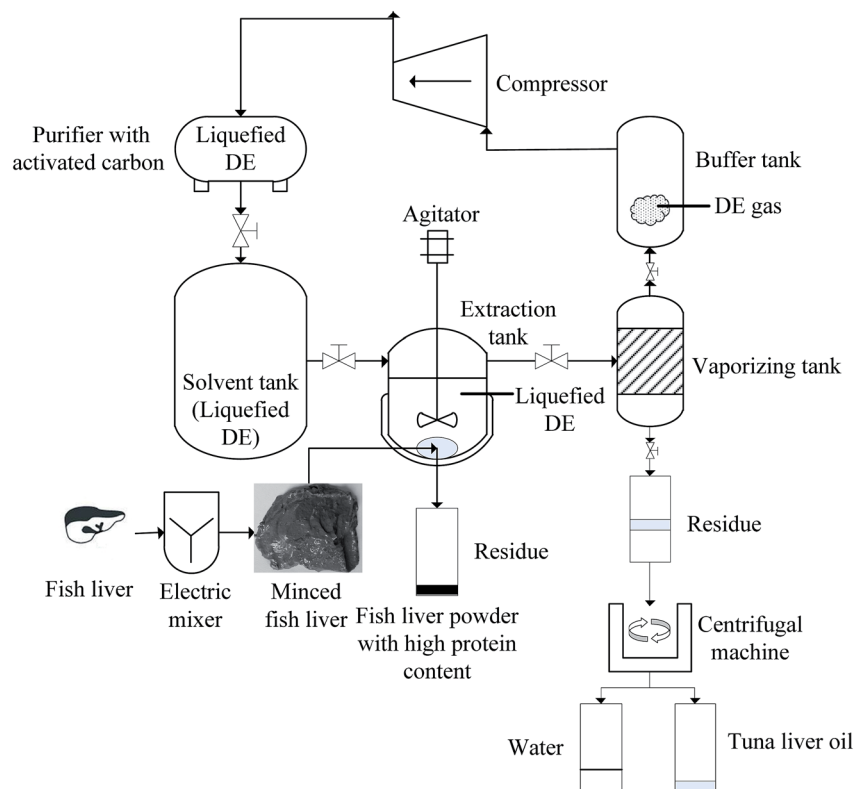 Compressor
Purifier with
activated carbon
Liquefied
DE
Buffer tank
DE gas
Agitator
Extraction
tank
Solvent tank
(Liquefied
DE)
Liquefied
DE
Vaporizing tank
Fish liver
Electric
mixer
Minced
fish liver
Residue
Fish liver powder
with high protein
content
Residue
Centrifugal
machine
Water
Tuna liver oil